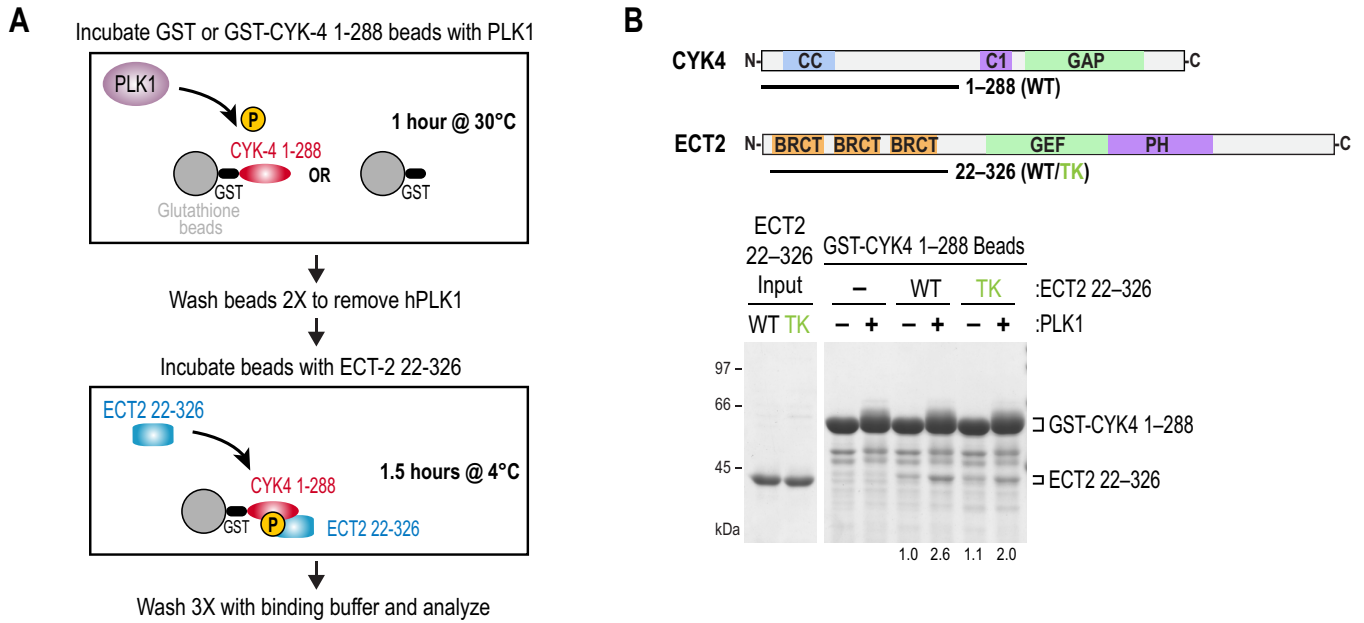 A
Incubate GST or GST-CYK-4 1-288 beads with PLK1
PLK1
P
1 hour @ 30°C
CYK-4 1-288
OR
GST
GST
Glutathione
beads
Wash beads 2X to remove hPLK1
Incubate beads with ECT-2 22-326
ECT2 22-326
1.5 hours @ 4°C
CYK4 1-288
GST
P
ECT2 22-326
Wash 3X with binding buffer and analyze
B
CYK4 N- CC C1 GAP -C
1–288 (WT)
ECT2 N- BRCT BRCT BRCT GEF PH -C
22–326 (WT/TK)
ECT2
22–326
Input
GST-CYK4 1–288 Beads
– WT TK :ECT2 22–326
WT TK – + – + – + :PLK1
97 –
66 –
45 –
kDa
GST-CYK4 1–288
ECT2 22–326
1.0 2.6 1.1 2.0